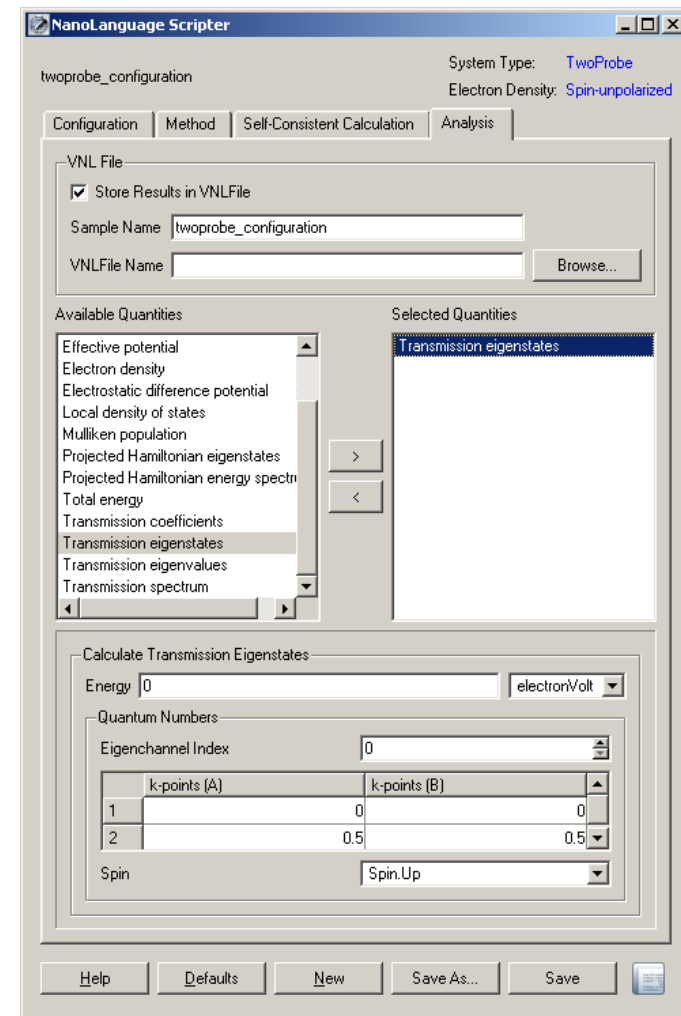 NanoLanguage Scripter
twoprobe_configuration
System Type: TwoProbe
Electron Density: Spin-unpolarized
Configuration Method Self-Consistent Calculation Analysis
VNL File
Store Results in VNLFile
Sample Name twoprobe_configuration
VNLFile Name Browse...
Available Quantities
Effective potential
Electron density
Electrostatic difference potential
Local density of states
Mulliken population
Projected Hamiltonian eigenstates
Projected Hamiltonian energy spectru
Total energy
Transmission coefficients
Transmission eigenstates
Transmission eigenvalues
Transmission spectrum
>
<
Selected Quantities
Transmission eigenstates
Calculate Transmission Eigenstates
Energy 0 electronVolt
Quantum Numbers
Eigenchannel Index 0
k-points (A) k-points (B)
1 0 0
2 0.5 0.5
Spin Spin.Up
Help Defaults New Save As... Save